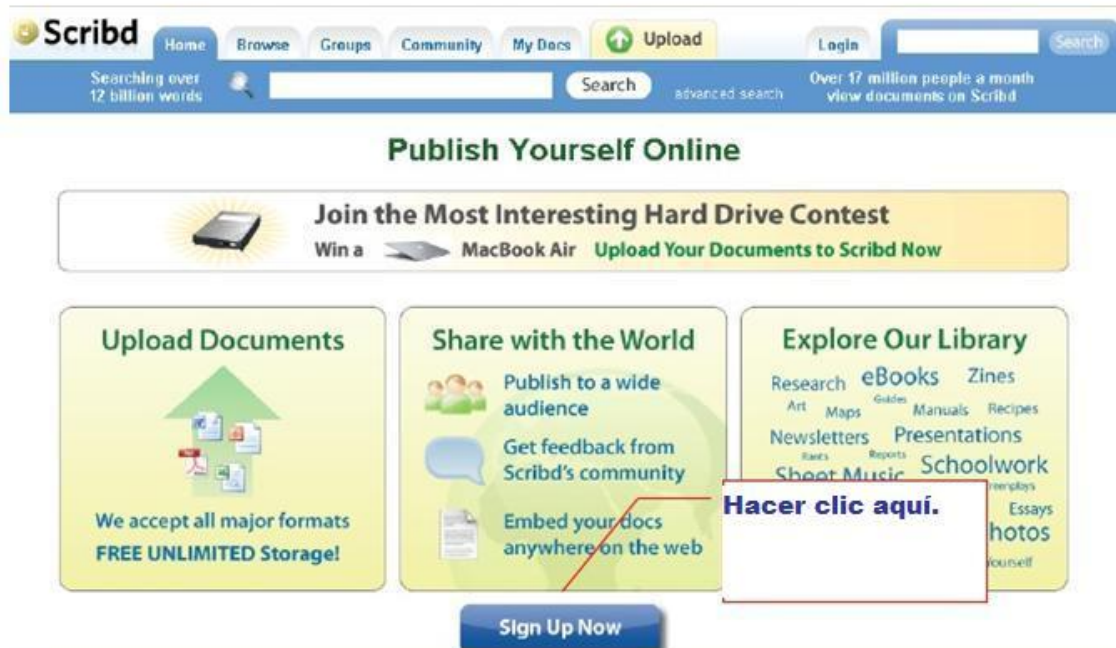 Scribd
Home Browse Groups Community My Docs Upload Login Search
Searching over
12 billion words
Search advanced search
Over 17 million people a month
view documents on Scribd
Publish Yourself Online
Join the Most Interesting Hard Drive Contest
Win a MacBook Air Upload Your Documents to Scribd Now
Upload Documents
We accept all major formats
FREE UNLIMITED Storage!
Share with the World
Publish to a wide
audience
Get feedback from
Scribd's community
Embed your docs
anywhere on the web
Explore Our Library
Research eBooks Zines
Art Maps Guides Manuals Recipes
Newsletters Presentations
Rants Reports
Sheet Music Schoolwork
Essays
Hacer clic aquí.
Sign Up Now